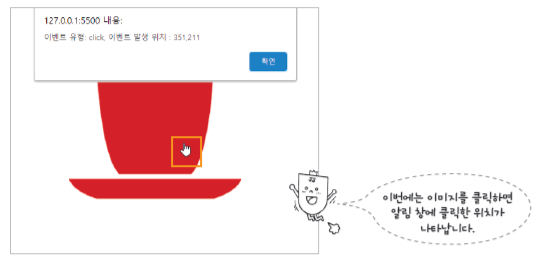 127.0.0.1:5500 내용:
이벤트 유형: click, 이벤트 발생 위치 : 351,211
확인
이번에는 이미지를 클릭하면
알림 창에 클릭한 위치가
나타납니다.